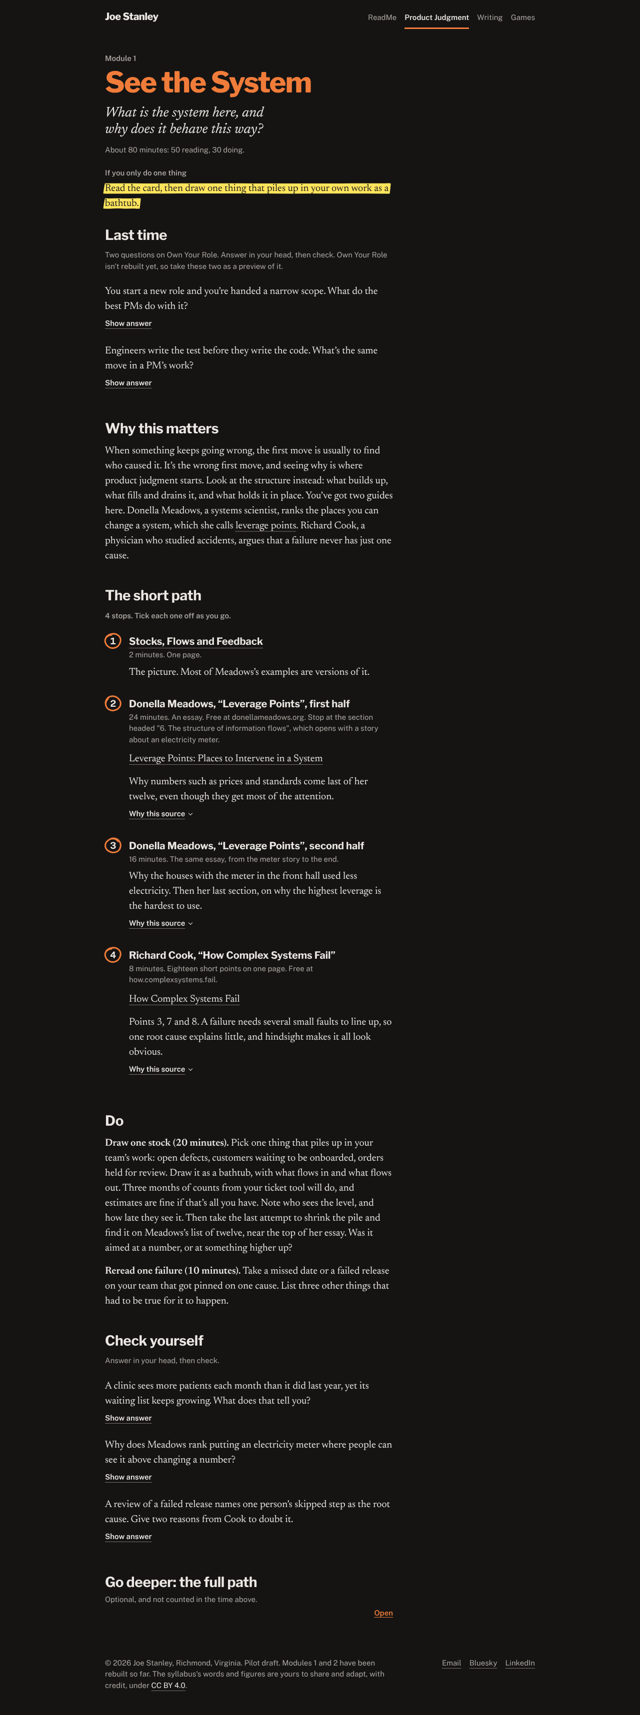 Joe Stanley
ReadMe Product Judgment Writing Games
Module 1
See the System
What is the system here, and
why does it behave this way?
About 80 minutes: 50 reading, 30 doing.
If you only do one thing
Read the card, then draw one thing that piles up in your own work as a
bathtub.
Last time
Two questions on Own Your Role. Answer in your head, then check. Own Your Role
isn't rebuilt yet, so take these two as a preview of it.
You start a new role and you're handed a narrow scope. What do the
best PMs do with it?
Show answer
Engineers write the test before they write the code. What's the same
move in a PM's work?
Show answer
Why this matters
When something keeps going wrong, the first move is usually to find
who caused it. It's the wrong first move, and seeing why is where
product judgment starts. Look at the structure instead: what builds up,
what fills and drains it, and what holds it in place. You've got two guides
here. Donella Meadows, a systems scientist, ranks the places you can
change a system, which she calls leverage points. Richard Cook, a
physician who studied accidents, argues that a failure never has just one
cause.
The short path
4 stops. Tick each one off as you go.
1 Stocks, Flows and Feedback
2 minutes. One page.
The picture. Most of Meadows's examples are versions of it.
2 Donella Meadows, “Leverage Points”, first half
24 minutes. An essay. Free at donellameadows.org. Stop at the section
headed "6. The structure of information flows", which opens with a story
about an electricity meter.
Leverage Points: Places to Intervene in a System
Why numbers such as prices and standards come last of her
twelve, even though they get most of the attention.
Why this source
3 Donella Meadows, “Leverage Points”, second half
16 minutes. The same essay, from the meter story to the end.
Why the houses with the meter in the front hall used less
electricity. Then her last section, on why the highest leverage is
the hardest to use.
Why this source
4 Richard Cook, “How Complex Systems Fail”
8 minutes. Eighteen short points on one page. Free at
how.complexsystems.fail.
How Complex Systems Fail
Points 3, 7 and 8. A failure needs several small faults to line up, so
one root cause explains little, and hindsight makes it all look
obvious.
Why this source
Do
Draw one stock (20 minutes). Pick one thing that piles up in your
team's work: open defects, customers waiting to be onboarded, orders
held for review. Draw it as a bathtub, with what flows in and what flows
out. Three months of counts from your ticket tool will do, and
estimates are fine if that's all you have. Note who sees the level, and
how late they see it. Then take the last attempt to shrink the pile and
find it on Meadows's list of twelve, near the top of her essay. Was it
aimed at a number, or at something higher up?
Reread one failure (10 minutes). Take a missed date or a failed release
on your team that got pinned on one cause. List three other things that
had to be true for it to happen.
Check yourself
Answer in your head, then check.
A clinic sees more patients each month than it did last year, yet its
waiting list keeps growing. What does that tell you?
Show answer
Why does Meadows rank putting an electricity meter where people can
see it above changing a number?
Show answer
A review of a failed release names one person's skipped step as the root
cause. Give two reasons from Cook to doubt it.
Show answer
Go deeper: the full path
Optional, and not counted in the time above.
Open
© 2026 Joe Stanley, Richmond, Virginia. Pilot draft. Modules 1 and 2 have been
rebuilt so far. The syllabus's words and figures are yours to share and adapt, with
credit, under CC BY 4.0.
Email Bluesky LinkedIn